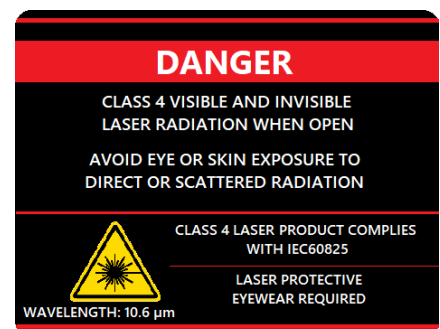 DANGER
CLASS 4 VISIBLE AND INVISIBLE
LASER RADIATION WHEN OPEN
AVOID EYE OR SKIN EXPOSURE TO
DIRECT OR SCATTERED RADIATION
CLASS 4 LASER PRODUCT COMPLIES
WITH IEC60825
LASER PROTECTIVE
EYEWEAR REQUIRED
WAVELENGTH: 10.6 µm